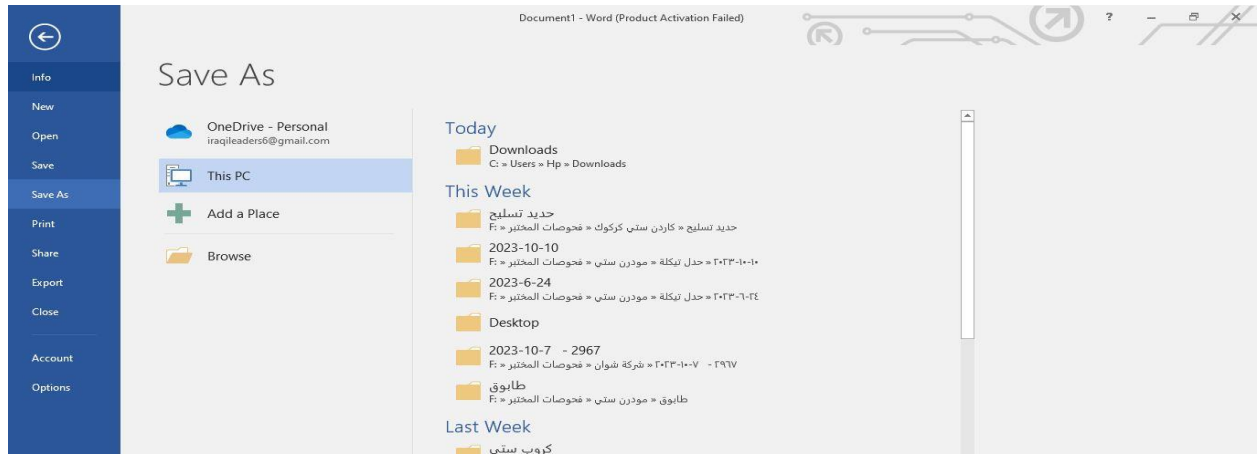 Document1 - Word (Product Activation Failed)
?
Info
New
Open
Save
Save As
Print
Share
Export
Close
Account
Options
Save As
OneDrive - Personal
iraqileaders6@gmail.com
This PC
Add a Place
Browse
Today
Downloads
C: » Users » Hp » Downloads
This Week
حديد تسليح
F: » فحوصات المختبر » كاردن ستي كركوك » حديد تسليح
2023-10-10
F: » فحوصات المختبر » مودرن ستي » حدل تيكلة » ٢٠٢٣-١٠-١٠
2023-6-24
F: » فحوصات المختبر » مودرن ستي » حدل تيكلة » ٢٠٢٣-٦-٢٤
Desktop
2023-10-7 - 2967
F: » فحوصات المختبر » شركة شوان » ٢٠٢٣-١٠-٧ - ٢٩٦٧
طابوق
F: » فحوصات المختبر » مودرن ستي » طابوق
Last Week
كروب ستي